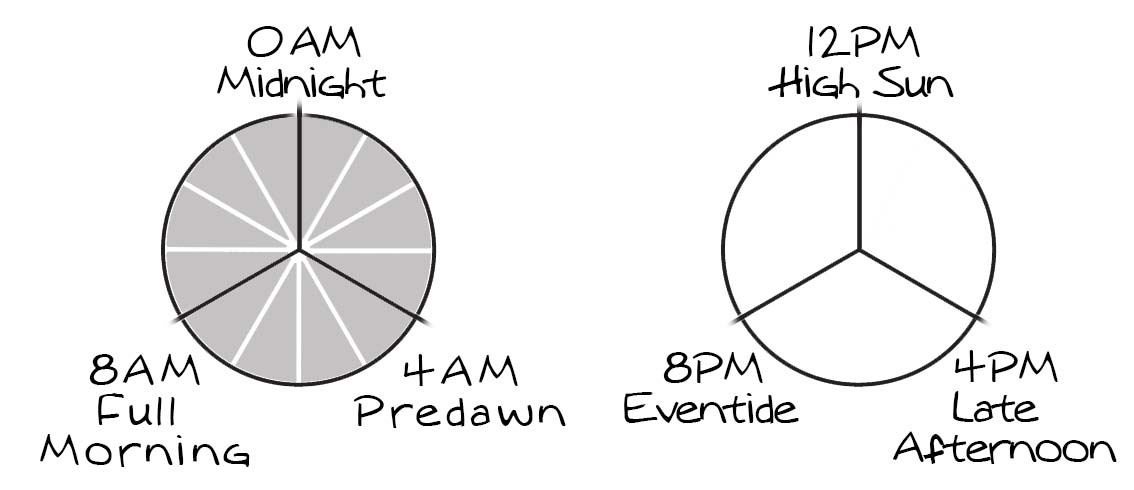 0AM
Midnight
8AM
Full
Morning
4AM
Predawn
12PM
High Sun
8PM
Eventide
4PM
Late
Afternoon